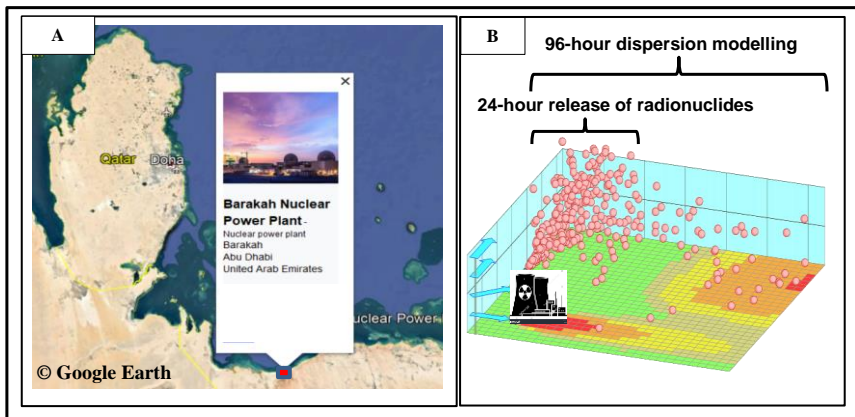 A
Qatar
Doha
×
Barakah Nuclear
Power Plant -
Nuclear power plant
Barakah
Abu Dhabi
United Arab Emirates
uclear Power
© Google Earth
B
96-hour dispersion modelling
24-hour release of radionuclides